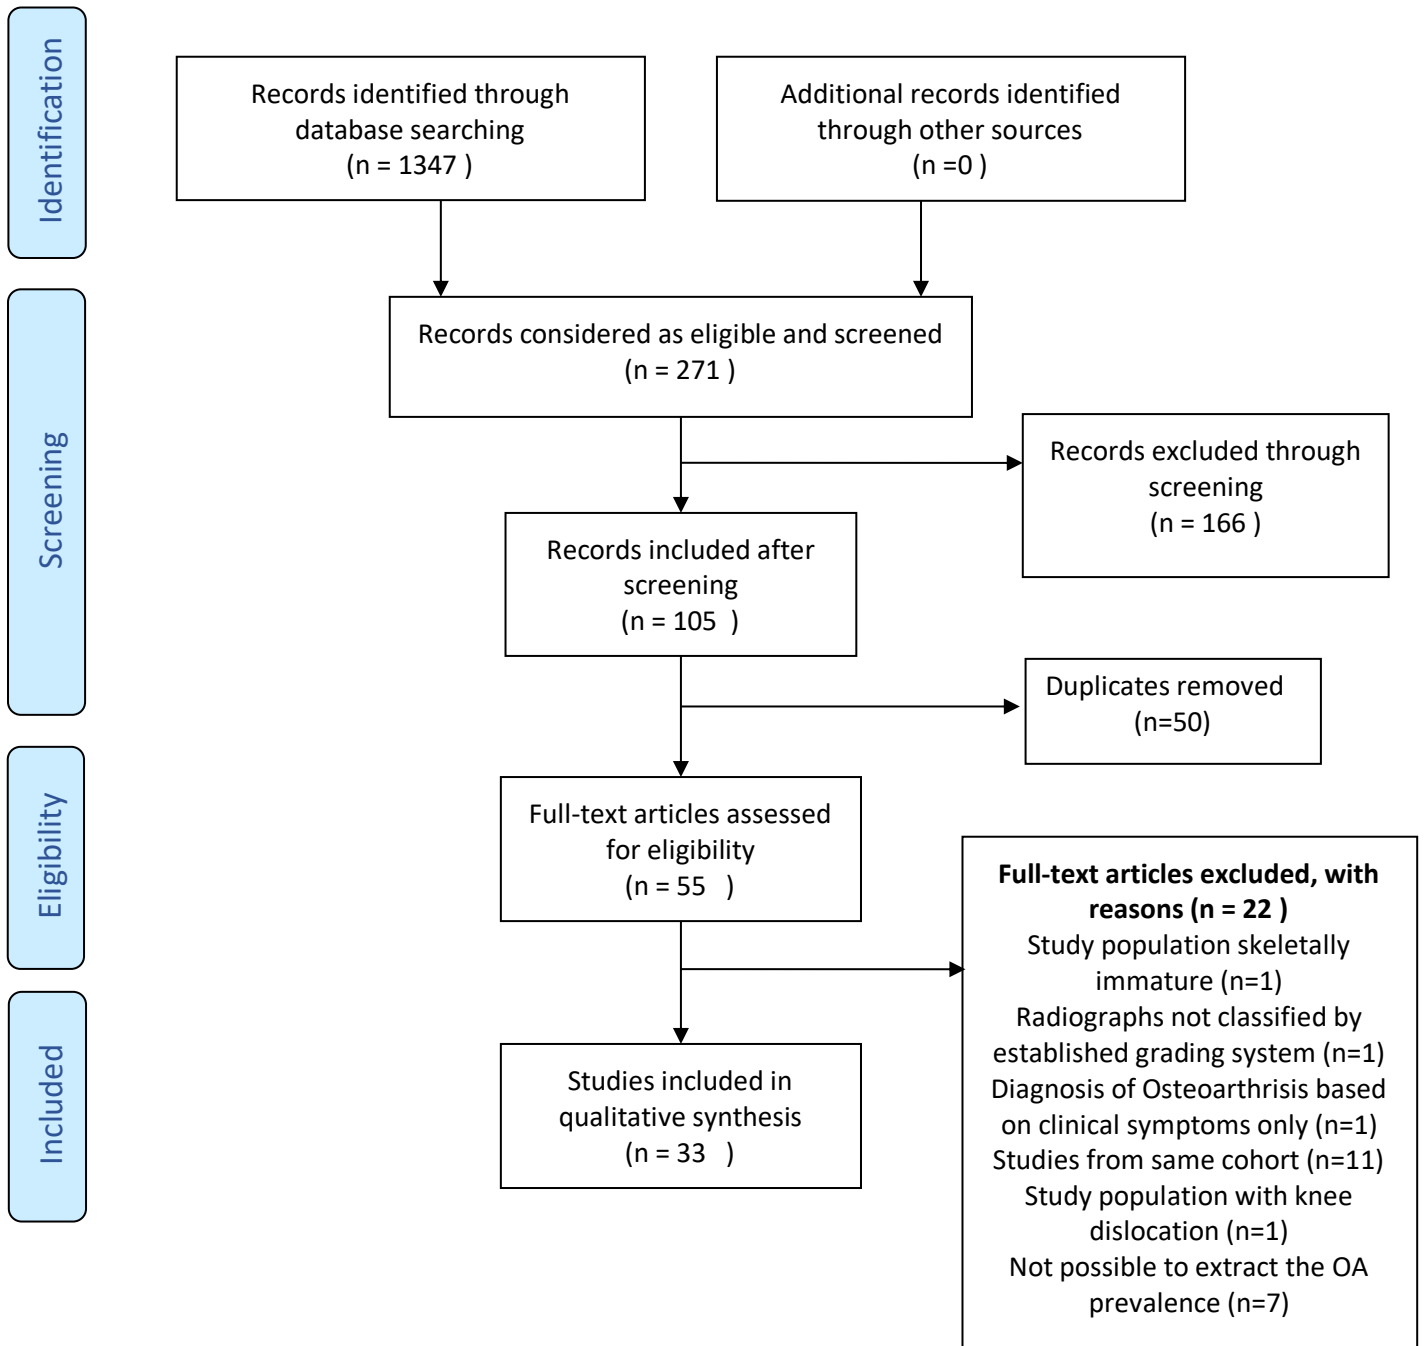 Identification
Records identified through
database searching
(n = 1347 )
Additional records identified
through other sources
(n =0 )
Screening
Records considered as eligible and screened
(n = 271 )
Records excluded through
screening
(n = 166 )
Records included after
screening
(n = 105 )
Duplicates removed
(n=50)
Eligibility
Full-text articles assessed
for eligibility
(n = 55 )
Full-text articles excluded, with
reasons (n = 22 )
Study population skeletally
immature (n=1)
Radiographs not classified by
established grading system (n=1)
Diagnosis of Osteoarthrisis based
on clinical symptoms only (n=1)
Studies from same cohort (n=11)
Study population with knee
dislocation (n=1)
Not possible to extract the OA
prevalence (n=7)
Included
Studies included in
qualitative synthesis
(n = 33 )